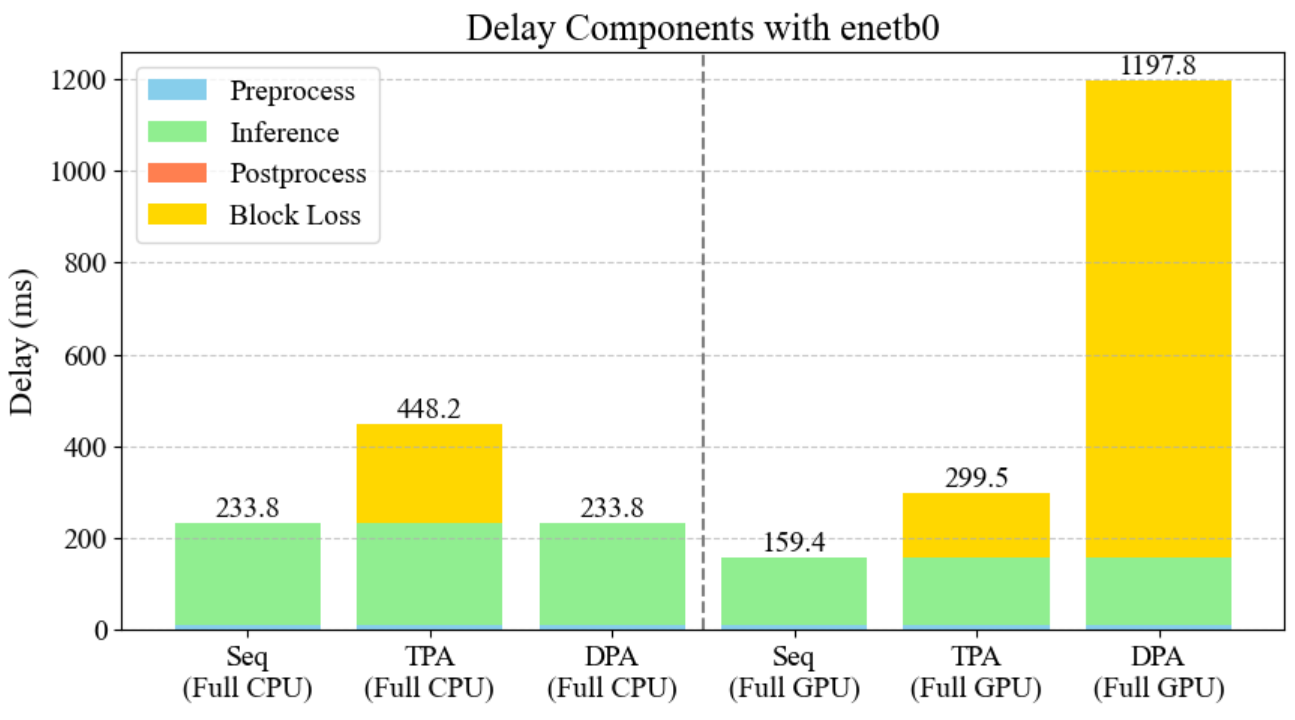 Delay Components with enetb0
Preprocess
Inference
Postprocess
Block Loss
Delay (ms)
1200
1000
800
600
400
200
0
233.8
448.2
233.8
159.4
299.5
1197.8
Seq
(Full CPU)
TPA
(Full CPU)
DPA
(Full CPU)
Seq
(Full GPU)
TPA
(Full GPU)
DPA
(Full GPU)